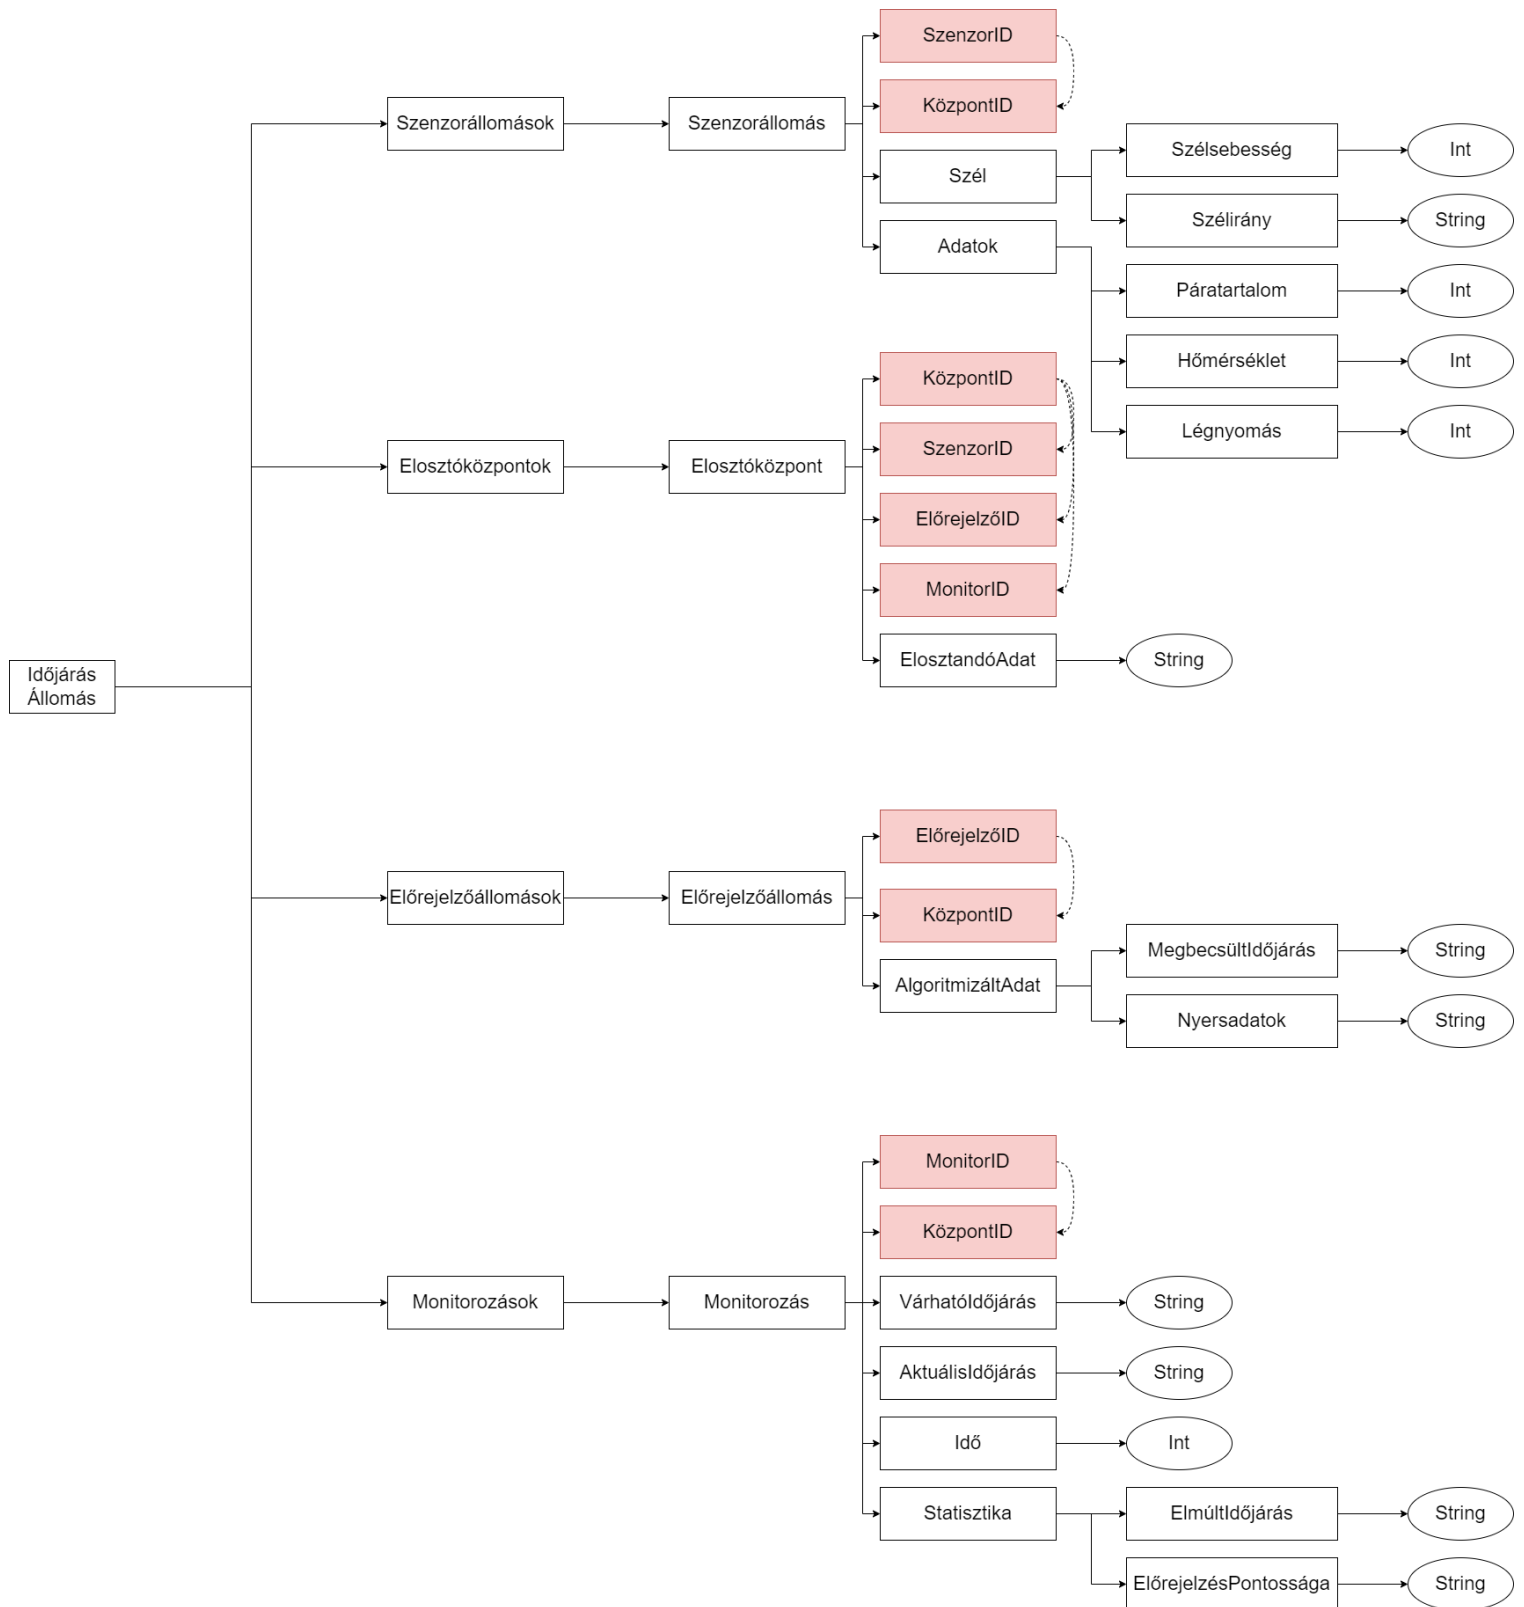 SzenzorID
KözpontID
Szenzorállomások
Szenzorállomás
Szélsebesség
Int
Szél
Szélirány
String
Adatok
Páratartalom
Int
Hőmérséklet
Int
KözpontID
Légnyomás
Int
SzenzorID
Elosztóközpontok
Elosztóközpont
ElőrejelzőID
MonitorID
ElosztandóAdat
String
Időjárás
Állomás
ElőrejelzőID
Előrejelzőállomások
Előrejelzőállomás
KözpontID
MegbecsültIdőjárás
String
AlgoritmizáltAdat
Nyersadatok
String
MonitorID
KözpontID
Monitorozások
Monitorozás
VárhatóIdőjárás
String
AktuálisIdőjárás
String
Idő
Int
Statisztika
ElmúltIdőjárás
String
ElőrejelzésPontossága
String